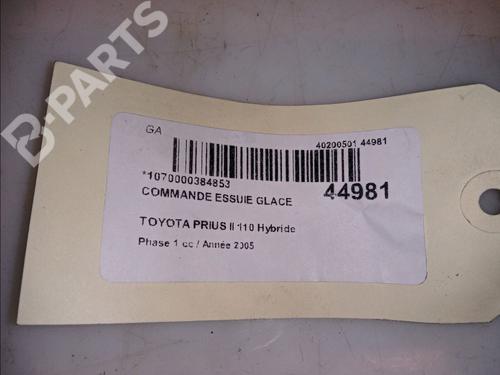 B-PARTS
GA
40200501 44981
*1070000384853
COMMANDE ESSUIE GLACE
44981
TOYOTA PRIUS II 110 Hybride
Phase 1 cc / Année 2005